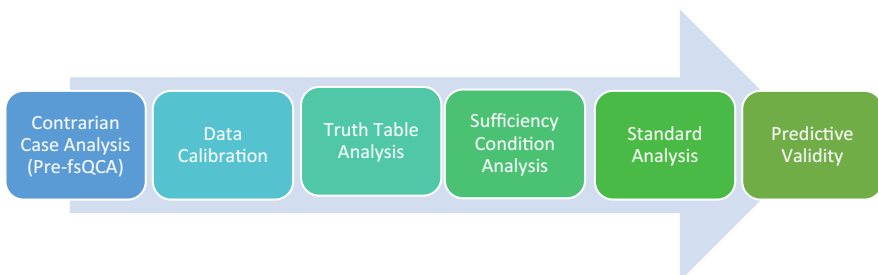 Contrarian
Case Analysis
(Pre-fsQCA)
Data
Calibration
Truth Table
Analysis
Sufficiency
Condition
Analysis
Standard
Analysis
Predictive
Validity